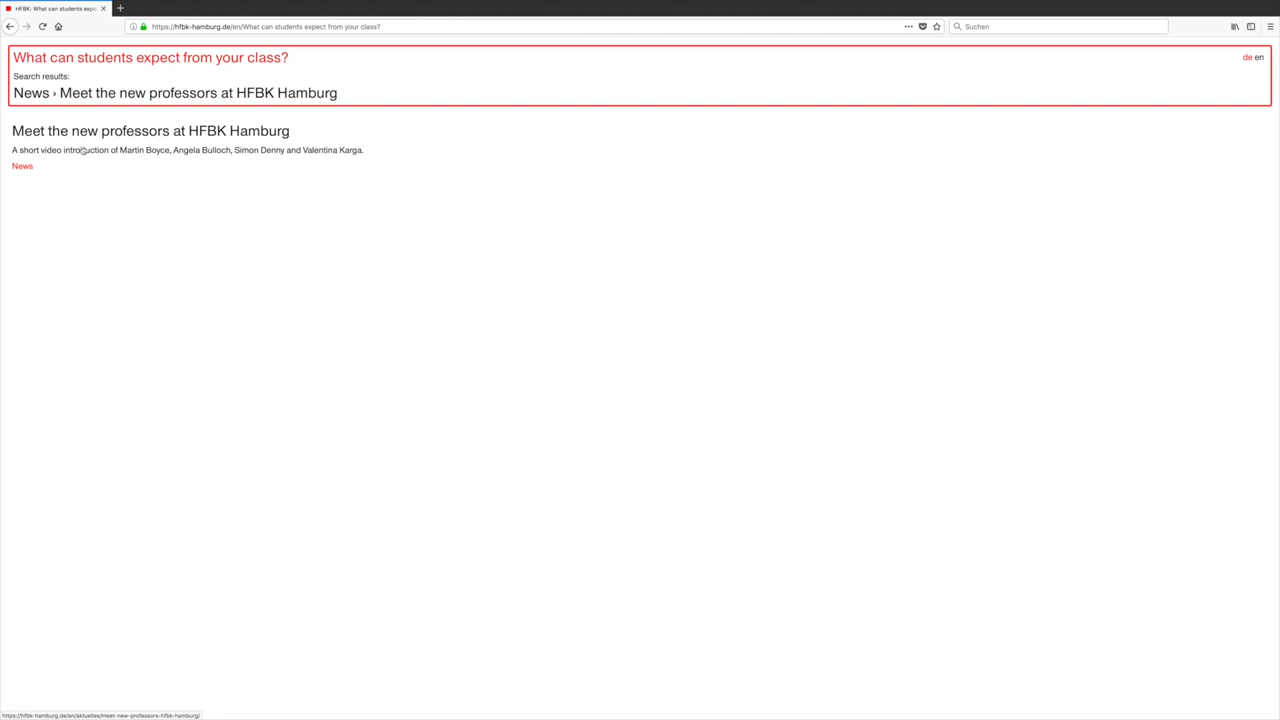 HFBK: What can students expe
https://hfbk-hamburg.de/en/What can students expect from your class?
Suchen
What can students expect from your class?
de en
Search results:
News › Meet the new professors at HFBK Hamburg
Meet the new professors at HFBK Hamburg
A short video introduction of Martin Boyce, Angela Bulloch, Simon Denny and Valentina Karga.
News
https://hfbk-hamburg.de/en/aktuelles/meet-new-professors-hfbk-hamburg/